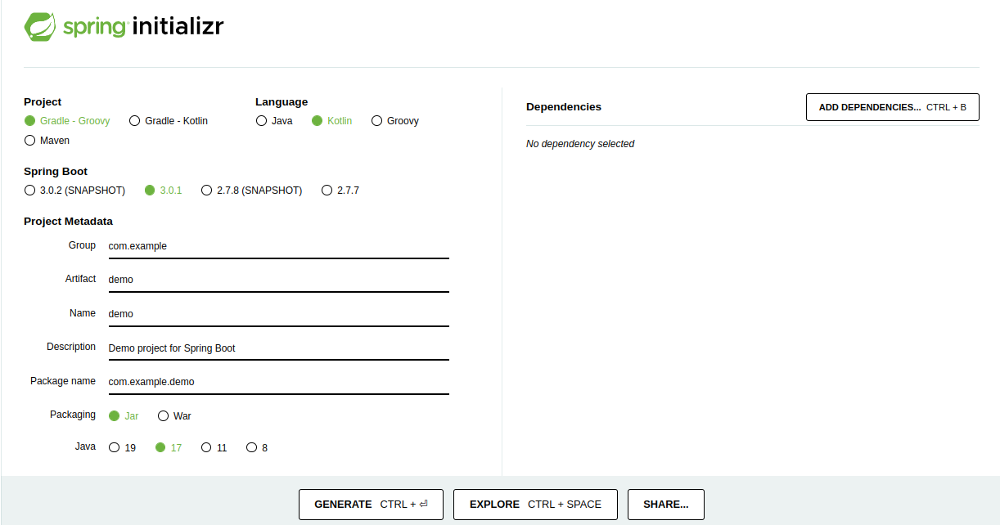 spring initializr
Project
Gradle - Groovy Gradle - Kotlin
Maven
Language
Java Kotlin Groovy
Spring Boot
3.0.2 (SNAPSHOT) 3.0.1 2.7.8 (SNAPSHOT) 2.7.7
Project Metadata
Group com.example
Artifact demo
Name demo
Description Demo project for Spring Boot
Package name com.example.demo
Packaging Jar War
Java 19 17 11 8
Dependencies ADD DEPENDENCIES... CTRL + B
No dependency selected
GENERATE CTRL + ⏎ EXPLORE CTRL + SPACE SHARE...